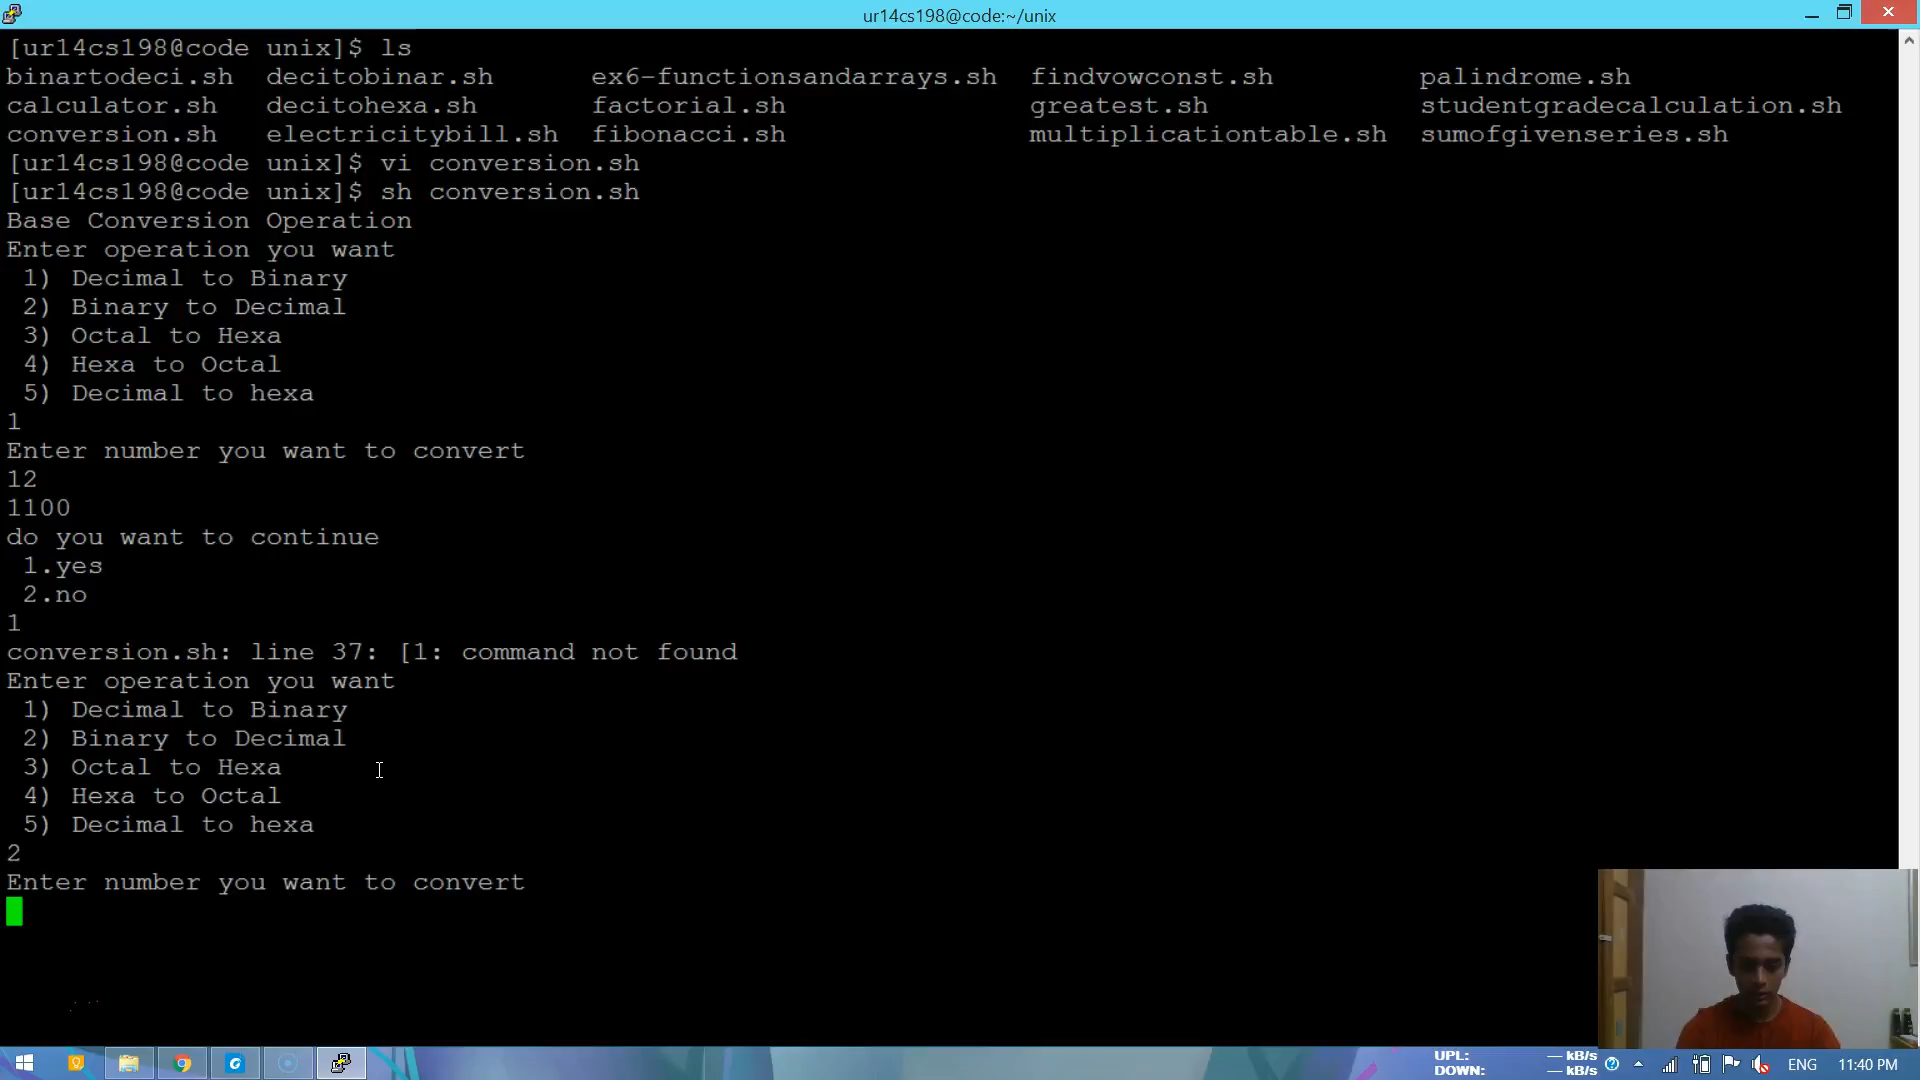 ur14cs198@code:~/unix
[ur14cs198@code unix]$ ls
binartodeci.sh decitobinar.sh ex6-functionsandarrays.sh findvowconst.sh palindrome.sh
calculator.sh decitohexa.sh factorial.sh greatest.sh studentgradecalculation.sh
conversion.sh electricitybill.sh fibonacci.sh multiplicationtable.sh sumofgivenseries.sh
[ur14cs198@code unix]$ vi conversion.sh
[ur14cs198@code unix]$ sh conversion.sh
Base Conversion Operation
Enter operation you want
1) Decimal to Binary
2) Binary to Decimal
3) Octal to Hexa
4) Hexa to Octal
5) Decimal to hexa
1
Enter number you want to convert
12
1100
do you want to continue
1.yes
2.no
1
conversion.sh: line 37: [1: command not found
Enter operation you want
1) Decimal to Binary
2) Binary to Decimal
3) Octal to Hexa
4) Hexa to Octal
5) Decimal to hexa
2
Enter number you want to convert
UPL: — kB/s
DOWN: — kB/s
ENG 11:40 PM